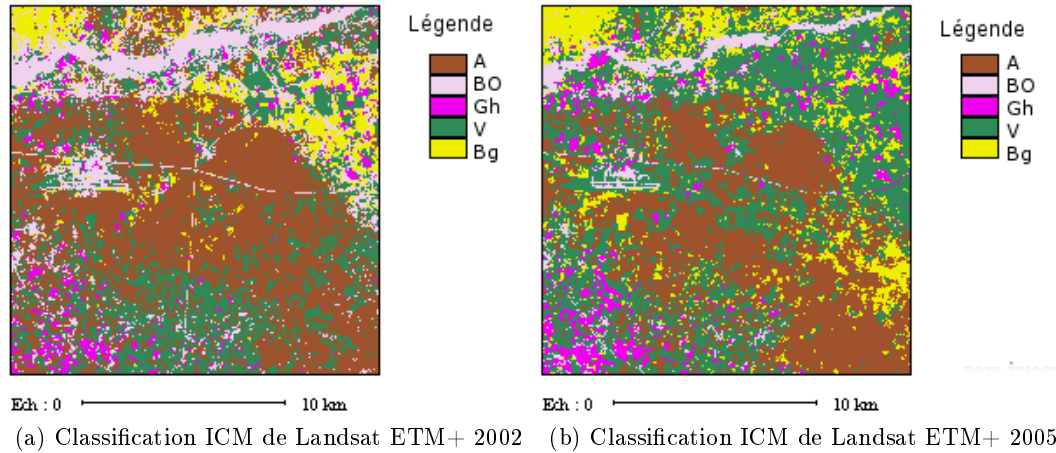 Légende
A
BO
Gh
V
Bg
Ech : 0 10 km
(a) Classification ICM de Landsat ETM+ 2002
Légende
A
BO
Gh
V
Bg
Ech : 0 10 km
(b) Classification ICM de Landsat ETM+ 2005